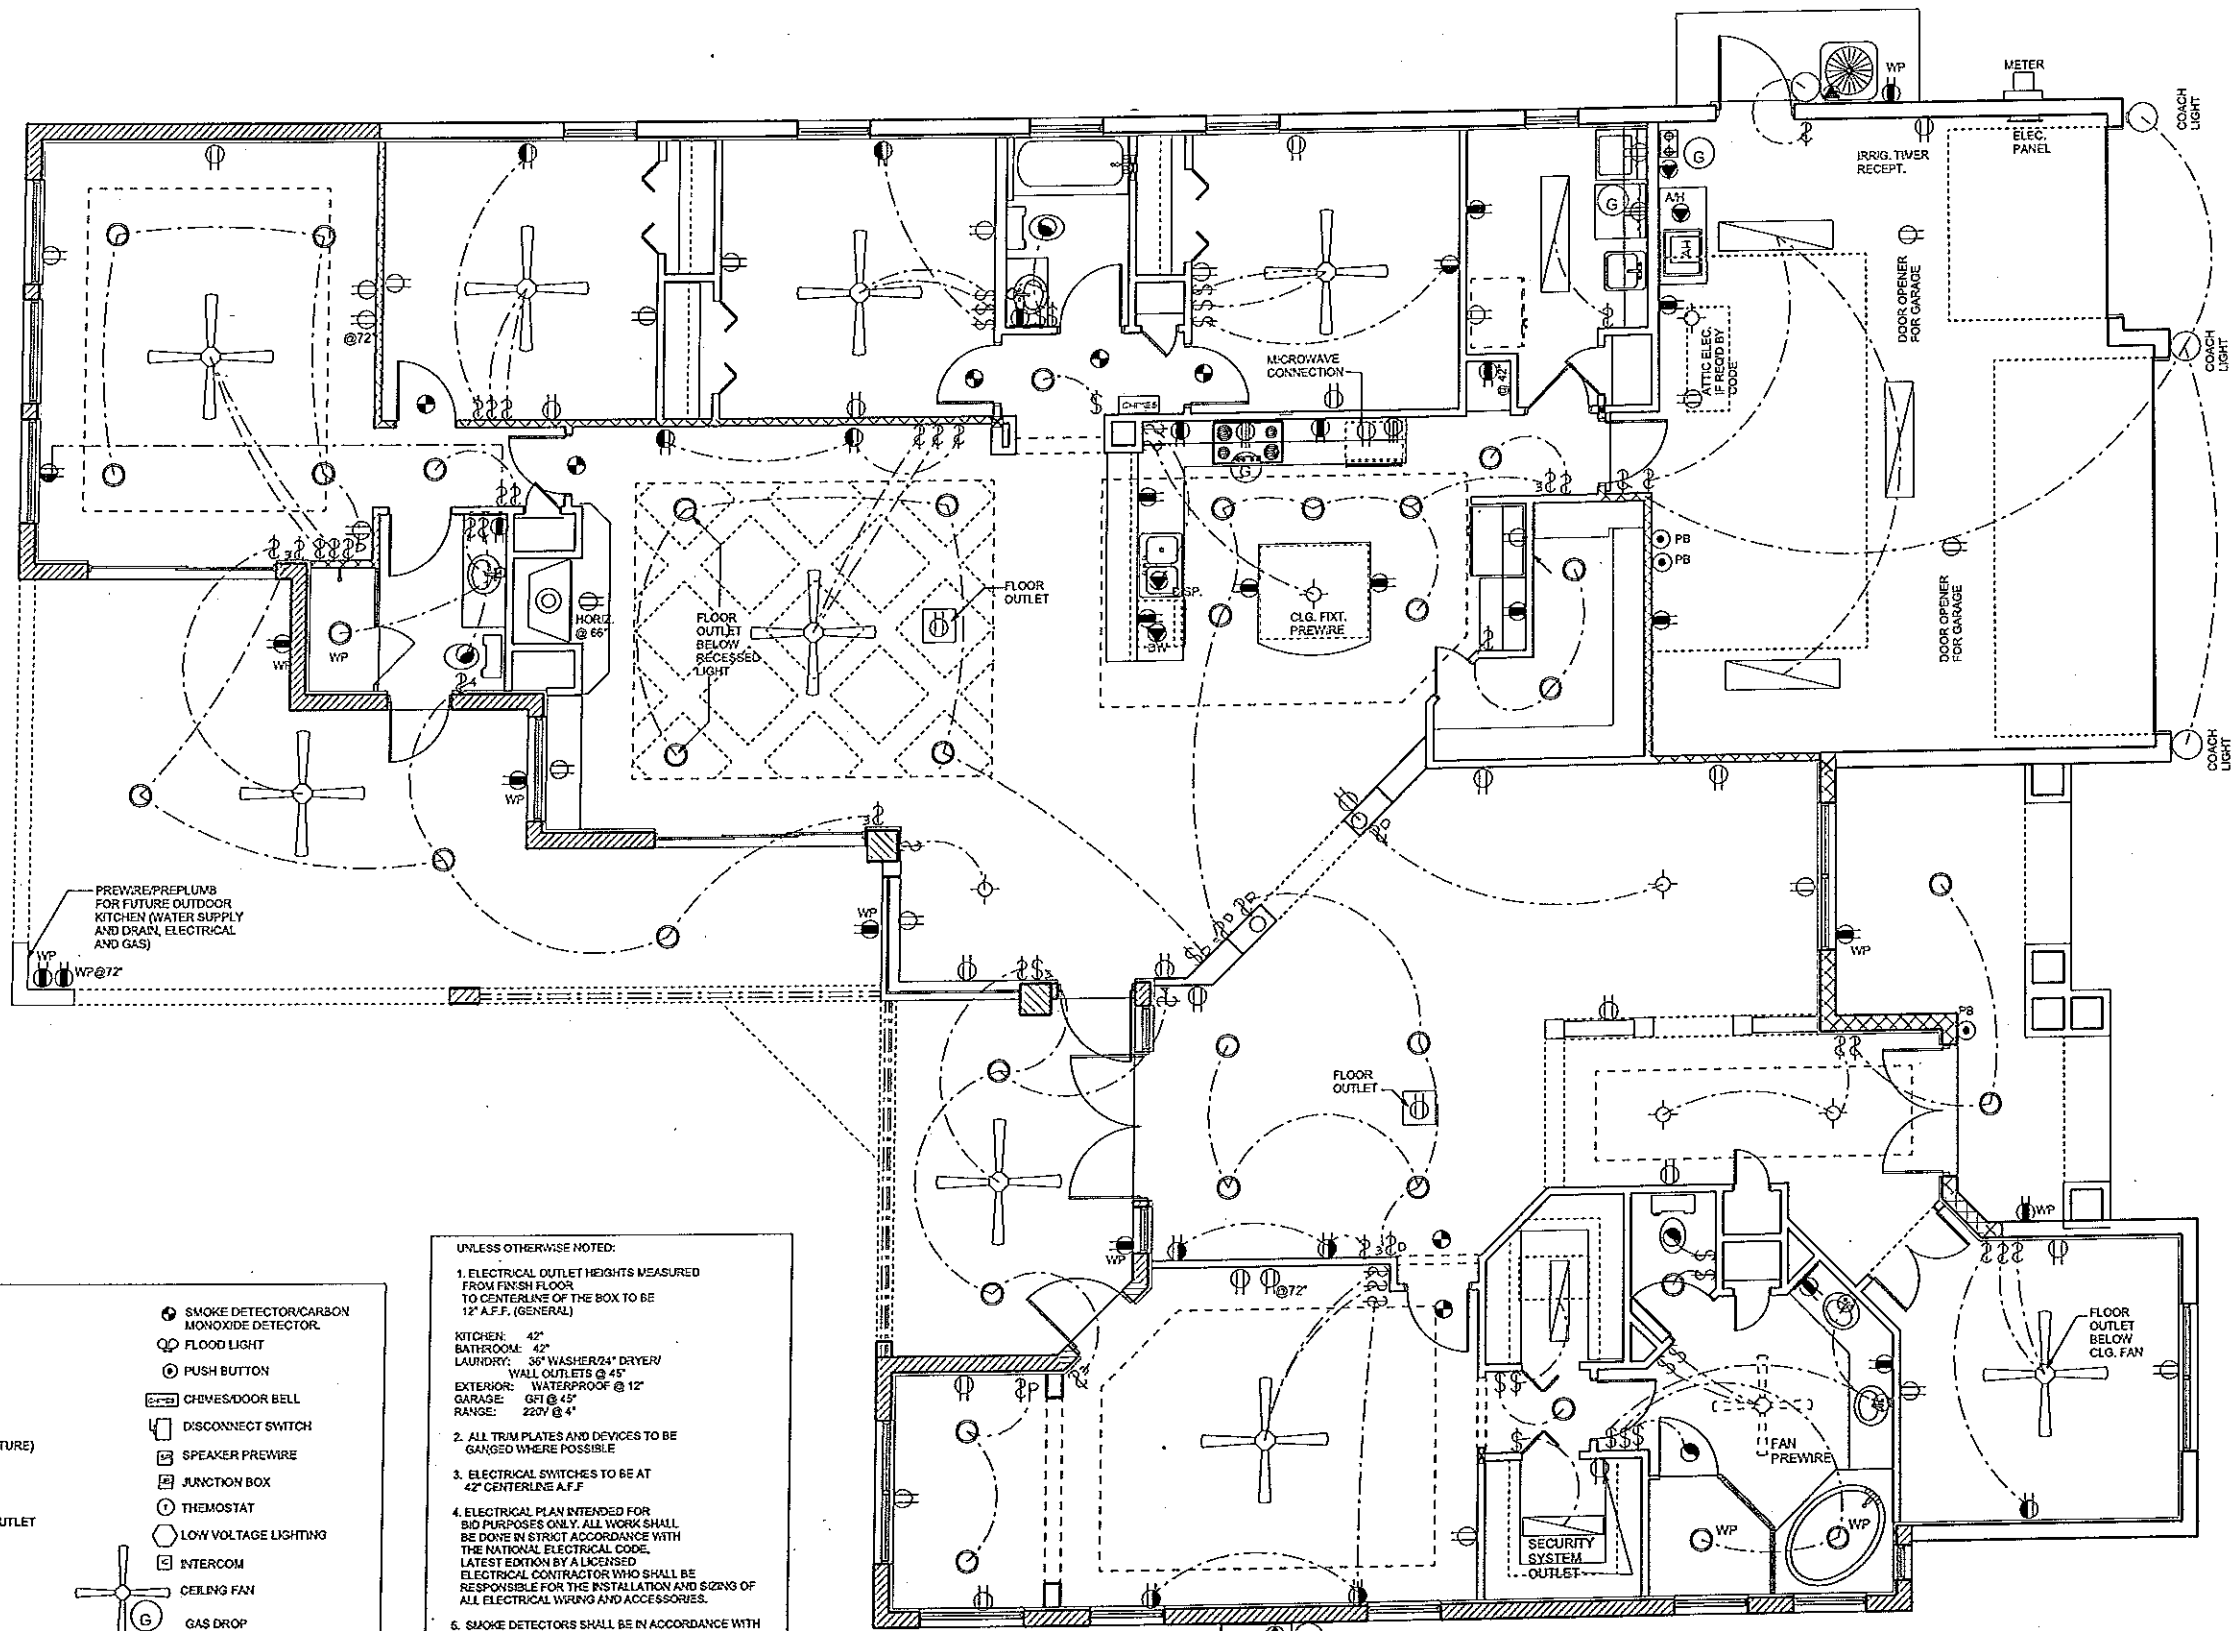 WP
METER
COACH
LIGHT
ELEC.
PANEL
IRRIG. TIMER
RECEPT.
G
A/H
AH
G
DOOR OPENER
FOR GARAGE
ATTIC ELEC.
IF REQ'D BY
CODE
COACH
LIGHT
@72"
MICROWAVE
CONNECTION
@ 42"
CHIMES
G
PB
PB
DISP.
D/W
CLG. FIXT.
PREWIRE
FLOOR
OUTLET
FLOOR
OUTLET
BELOW
RECESSED
LIGHT
HORIZ.
@ 66"
WP
WP
WP
DOOR OPENER
FOR GARAGE
COACH
LIGHT
PREWIRE/PREPLUMB
FOR FUTURE OUTDOOR
KITCHEN (WATER SUPPLY
AND DRAIN, ELECTRICAL
AND GAS)
WP
WP@72"
WP
WP
PB
FLOOR
OUTLET
WP
WP
@72"
FLOOR
OUTLET
BELOW
CLG. FAN
FAN
PREWIRE
WP
WP
SECURITY
SYSTEM
OUTLET
SMOKE DETECTOR/CARBON
MONOXIDE DETECTOR.
FLOOD LIGHT
PUSH BUTTON
CHIMES CHIMES/DOOR BELL
DISCONNECT SWITCH
TURE)
SP SPEAKER PREWIRE
JB JUNCTION BOX
T THEMOSTAT
UTLET
LOW VOLTAGE LIGHTING
IC INTERCOM
CEILING FAN
G GAS DROP
UNLESS OTHERWISE NOTED:
1. ELECTRICAL OUTLET HEIGHTS MEASURED
FROM FINISH FLOOR
TO CENTERLINE OF THE BOX TO BE
12" A.F.F. (GENERAL)
KITCHEN: 42"
BATHROOM: 42"
LAUNDRY: 36" WASHER/24" DRYER/
WALL OUTLETS @ 45"
EXTERIOR: WATERPROOF @ 12"
GARAGE: GFI @ 45"
RANGE: 220V @ 4"
2. ALL TRIM PLATES AND DEVICES TO BE
GANGED WHERE POSSIBLE
3. ELECTRICAL SWITCHES TO BE AT
42" CENTERLINE A.F.F
4. ELECTRICAL PLAN INTENDED FOR
BID PURPOSES ONLY. ALL WORK SHALL
BE DONE IN STRICT ACCORDANCE WITH
THE NATIONAL ELECTRICAL CODE,
LATEST EDITION BY A LICENSED
ELECTRICAL CONTRACTOR WHO SHALL BE
RESPONSIBLE FOR THE INSTALLATION AND SIZING OF
ALL ELECTRICAL WIRING AND ACCESSORIES.
5. SMOKE DETECTORS SHALL BE IN ACCORDANCE WITH